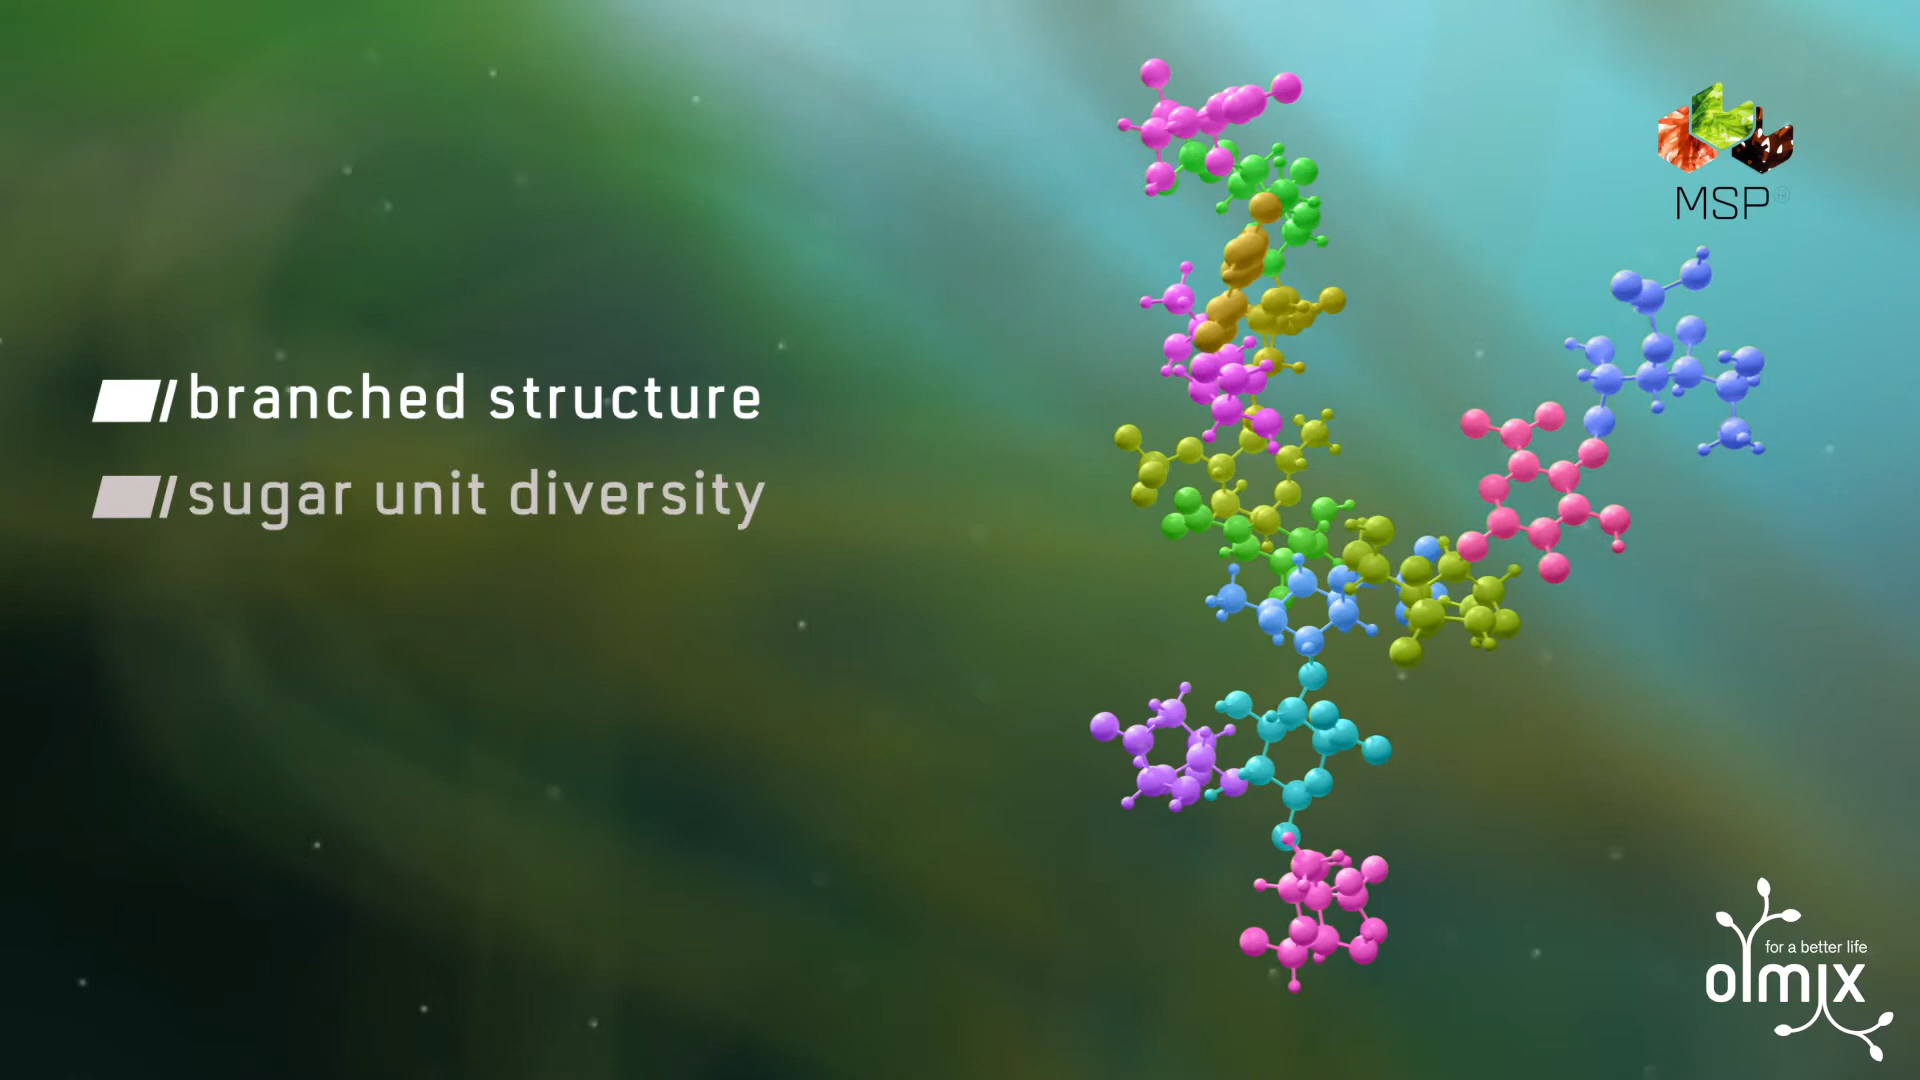 MSP®
branched structure
sugar unit diversity
for a better life
olmix